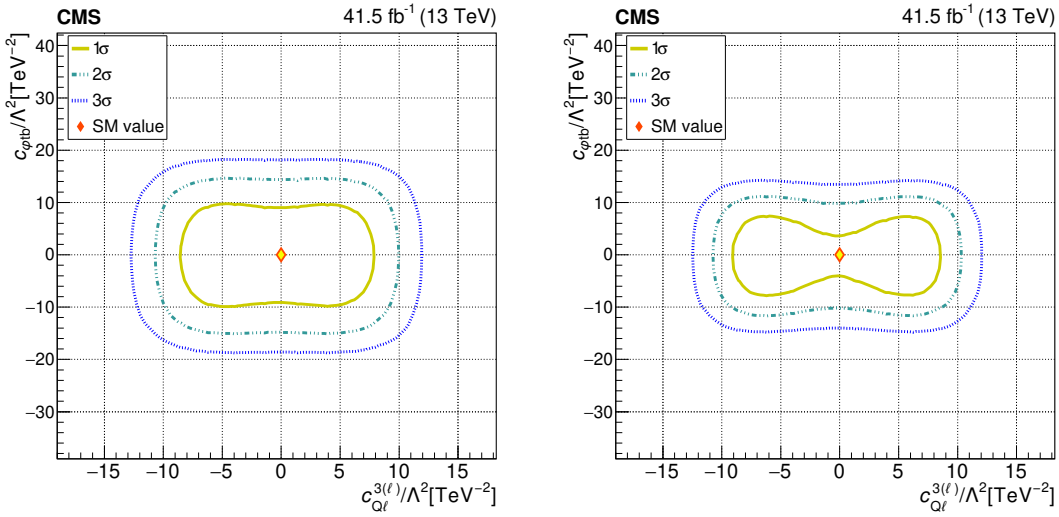 CMS 41.5 fb⁻¹ (13 TeV)
c_φtb/Λ²[TeV⁻²]
1σ
2σ
3σ
SM value
40
30
20
10
0
−10
−20
−30
−15 −10 −5 0 5 10 15
c_Qℓ^3(ℓ)/Λ²[TeV⁻²]
CMS 41.5 fb⁻¹ (13 TeV)
c_φtb/Λ²[TeV⁻²]
1σ
2σ
3σ
SM value
40
30
20
10
0
−10
−20
−30
−15 −10 −5 0 5 10 15
c_Qℓ^3(ℓ)/Λ²[TeV⁻²]